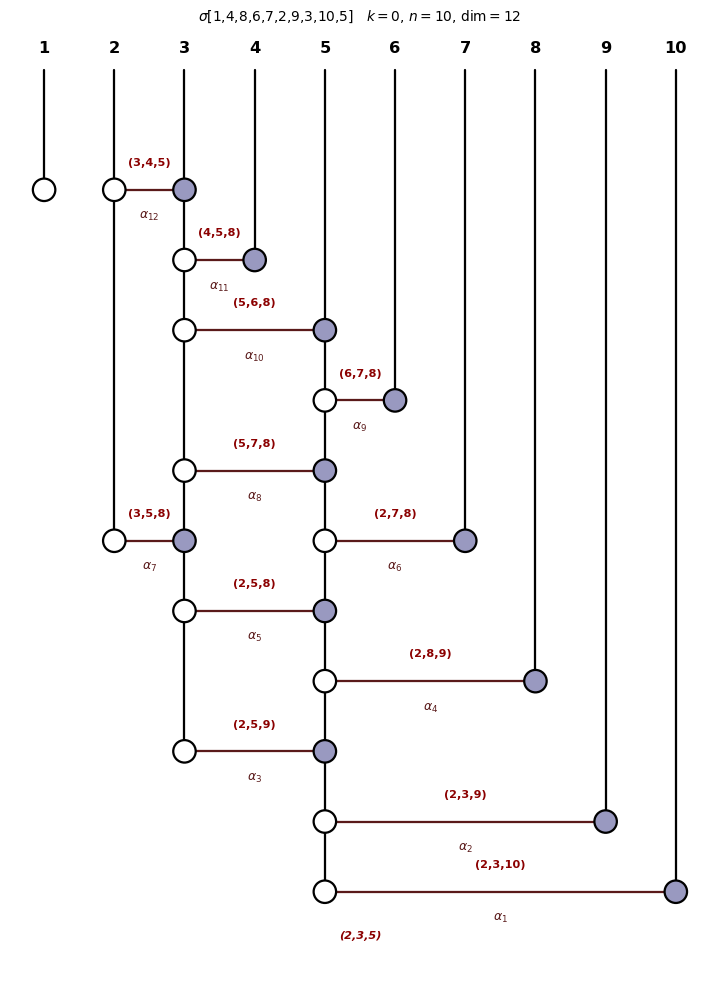 σ[1,4,8,6,7,2,9,3,10,5] k = 0, n = 10, dim = 12
1 2 3 4 5 6 7 8 9 10
(3,4,5)
α₁₂
(4,5,8)
α₁₁
(5,6,8)
α₁₀
(6,7,8)
α₉
(5,7,8)
α₈
(3,5,8) (2,7,8)
α₇ α₆
(2,5,8)
α₅
(2,8,9)
α₄
(2,5,9)
α₃
(2,3,9)
α₂
(2,3,10)
α₁
(2,3,5)